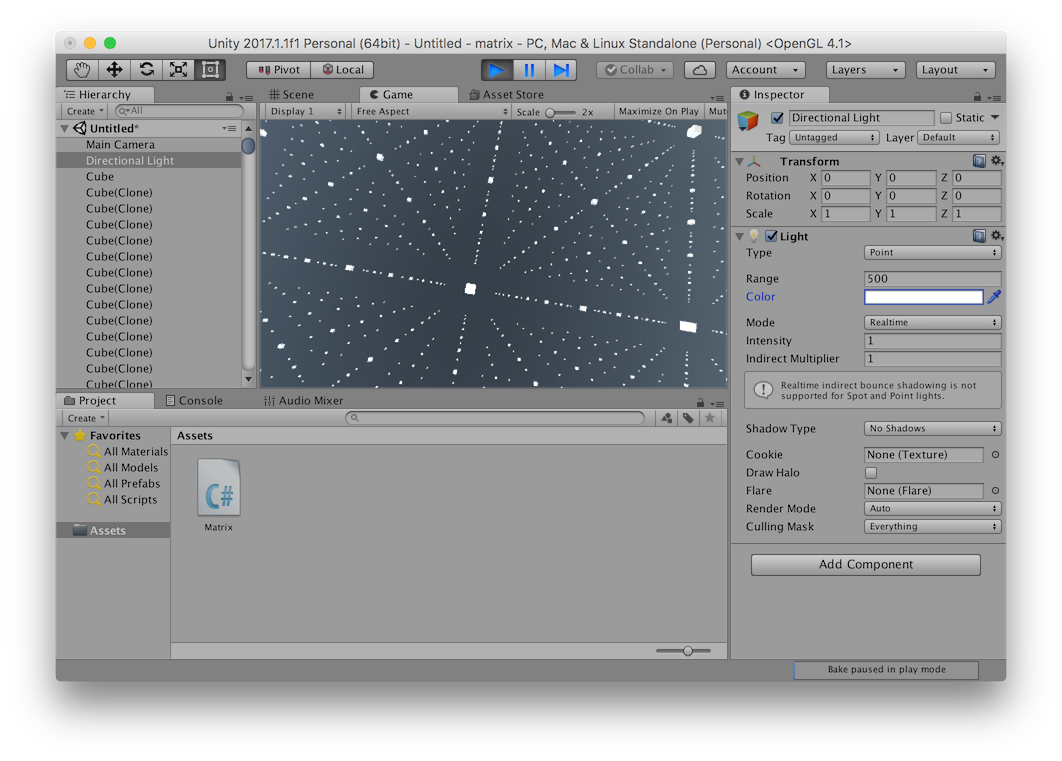 Unity 2017.1.1f1 Personal (64bit) - Untitled - matrix - PC, Mac & Linux Standalone (Personal) <OpenGL 4.1>
Pivot Local Collab Account Layers Layout
Hierarchy
Create All
Untitled*
Main Camera
Directional Light
Cube
Cube(Clone)
Cube(Clone)
Cube(Clone)
Cube(Clone)
Cube(Clone)
Cube(Clone)
Cube(Clone)
Cube(Clone)
Cube(Clone)
Cube(Clone)
Cube(Clone)
Cube(Clone)
Cube(Clone)
Scene Game Asset Store
Display 1 Free Aspect Scale 2x Maximize On Play Mut
Inspector
Directional Light Static
Tag Untagged Layer Default
Transform
Position X 0 Y 0 Z 0
Rotation X 0 Y 0 Z 0
Scale X 1 Y 1 Z 1
Light
Type Point
Range 500
Color
Mode Realtime
Intensity 1
Indirect Multiplier 1
Realtime indirect bounce shadowing is not
supported for Spot and Point lights.
Shadow Type No Shadows
Cookie None (Texture)
Draw Halo
Flare None (Flare)
Render Mode Auto
Culling Mask Everything
Add Component
Project Console Audio Mixer
Create
Favorites
All Materials
All Models
All Prefabs
All Scripts
Assets
Assets
C#
Matrix
Bake paused in play mode